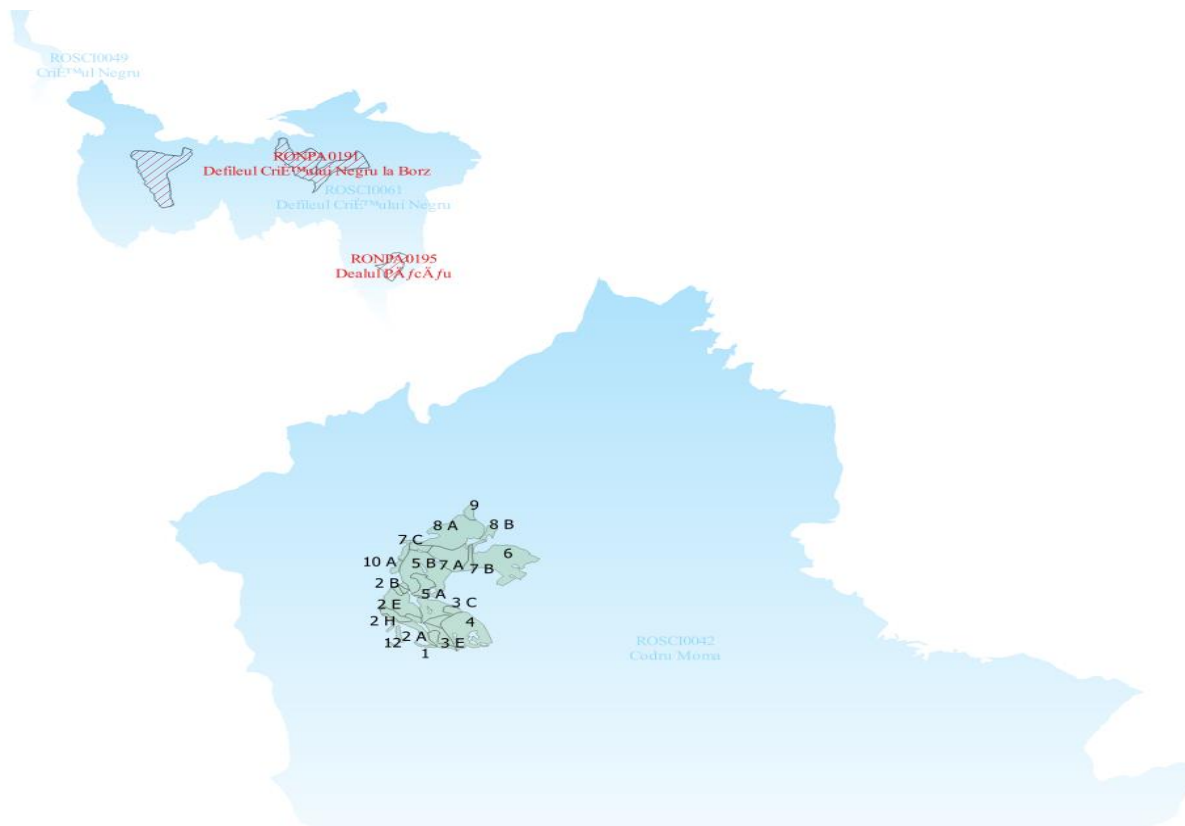 ROSCI0049
CriÈ™ul Negru
RONPA0191
Defileul CriÈ™ului Negru la Borz
ROSCI0061
Defileul CriÈ™ului Negru
RONPA0195
Dealul PÄƒcÄƒu
9
8 A
8 B
7 C
6
10 A
5 B
7 A
7 B
2 B
5 A
2 E
3 C
2 H
4
12
2 A
3 E
1
ROSCI0042
Codru Moma